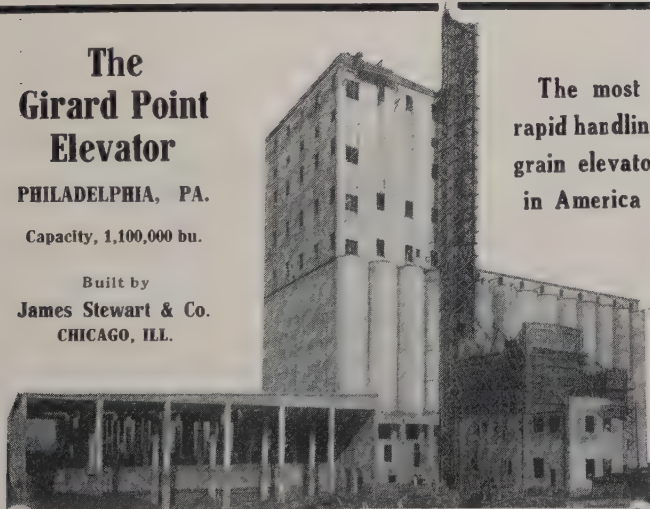 The
Girard Point
Elevator
PHILADELPHIA, PA.
Capacity, 1,100,000 bu.
Built by
James Stewart & Co.
CHICAGO, ILL.
The most
rapid handlin
grain elevato
in America